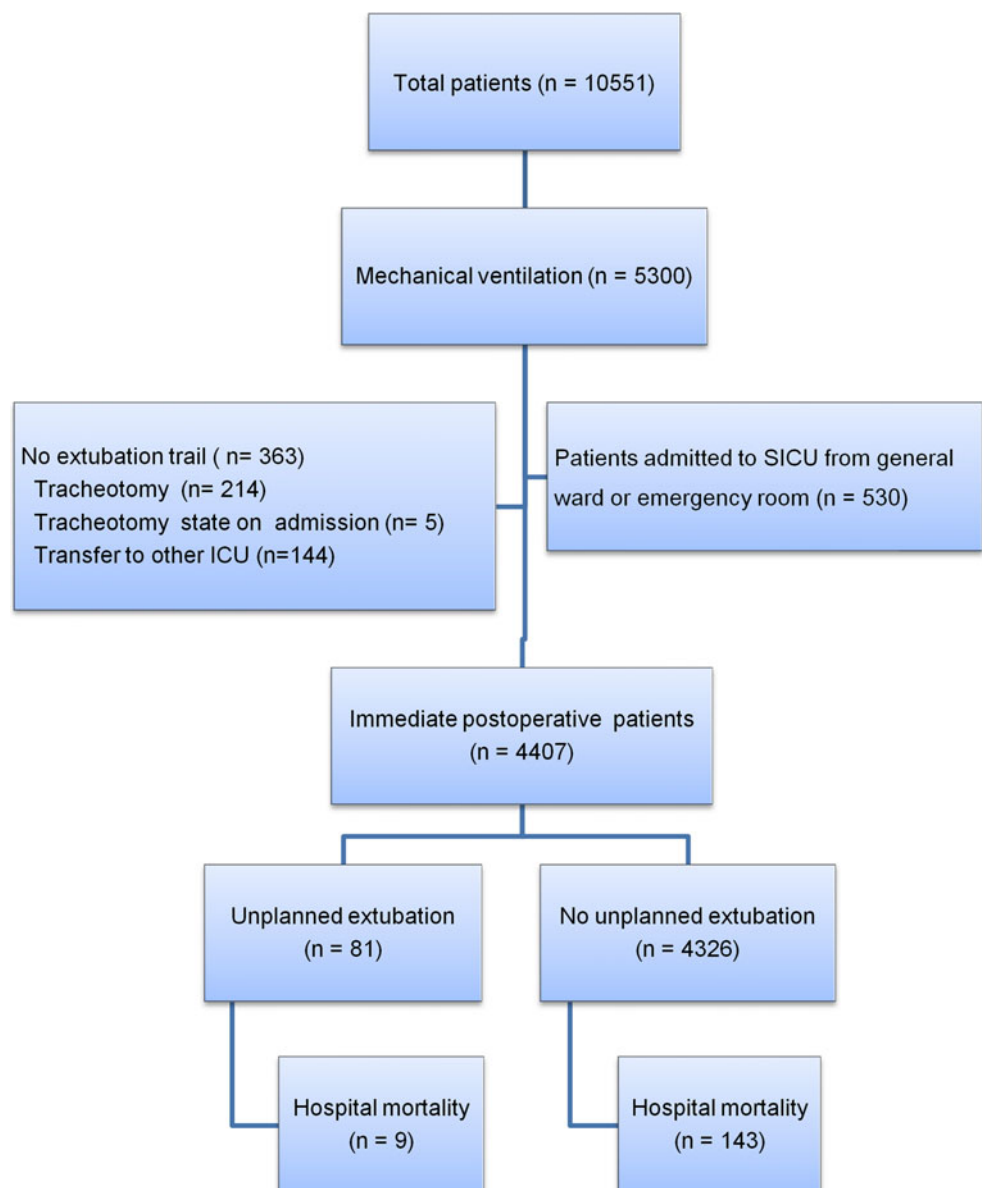 Total patients (n = 10551)
Mechanical ventilation (n = 5300)
No extubation trail ( n= 363)
Tracheotomy (n= 214)
Tracheotomy state on admission (n= 5)
Transfer to other ICU (n=144)
Patients admitted to SICU from general
ward or emergency room (n = 530)
Immediate postoperative patients
(n = 4407)
Unplanned extubation
(n = 81)
No unplanned extubation
(n = 4326)
Hospital mortality
(n = 9)
Hospital mortality
(n = 143)